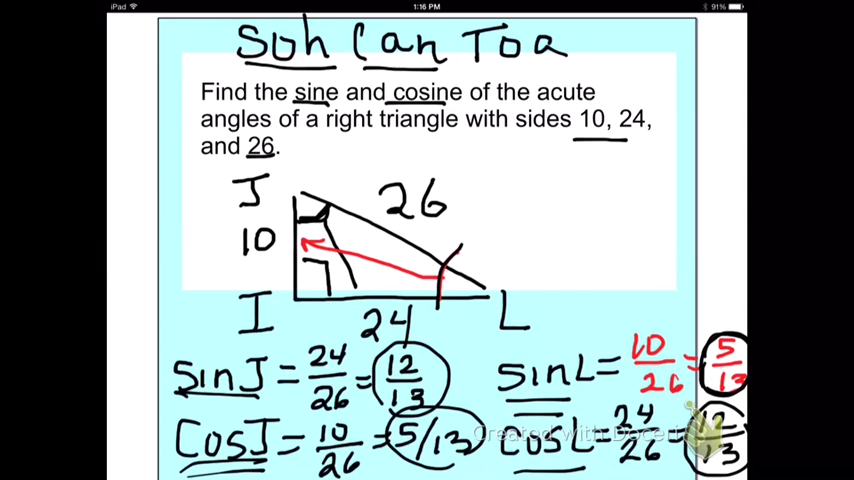 iPad 1:16 PM 91%
Soh Cah Toa
Find the sine and cosine of the acute
angles of a right triangle with sides 10, 24,
and 26.
J 26
10
I 24 L
sinJ = 24/26 = 12/13 sinL = 10/26 = 5/13
cosJ = 10/26 = 5/13 cosL = 24/26 = 12/13
Created with Doceri